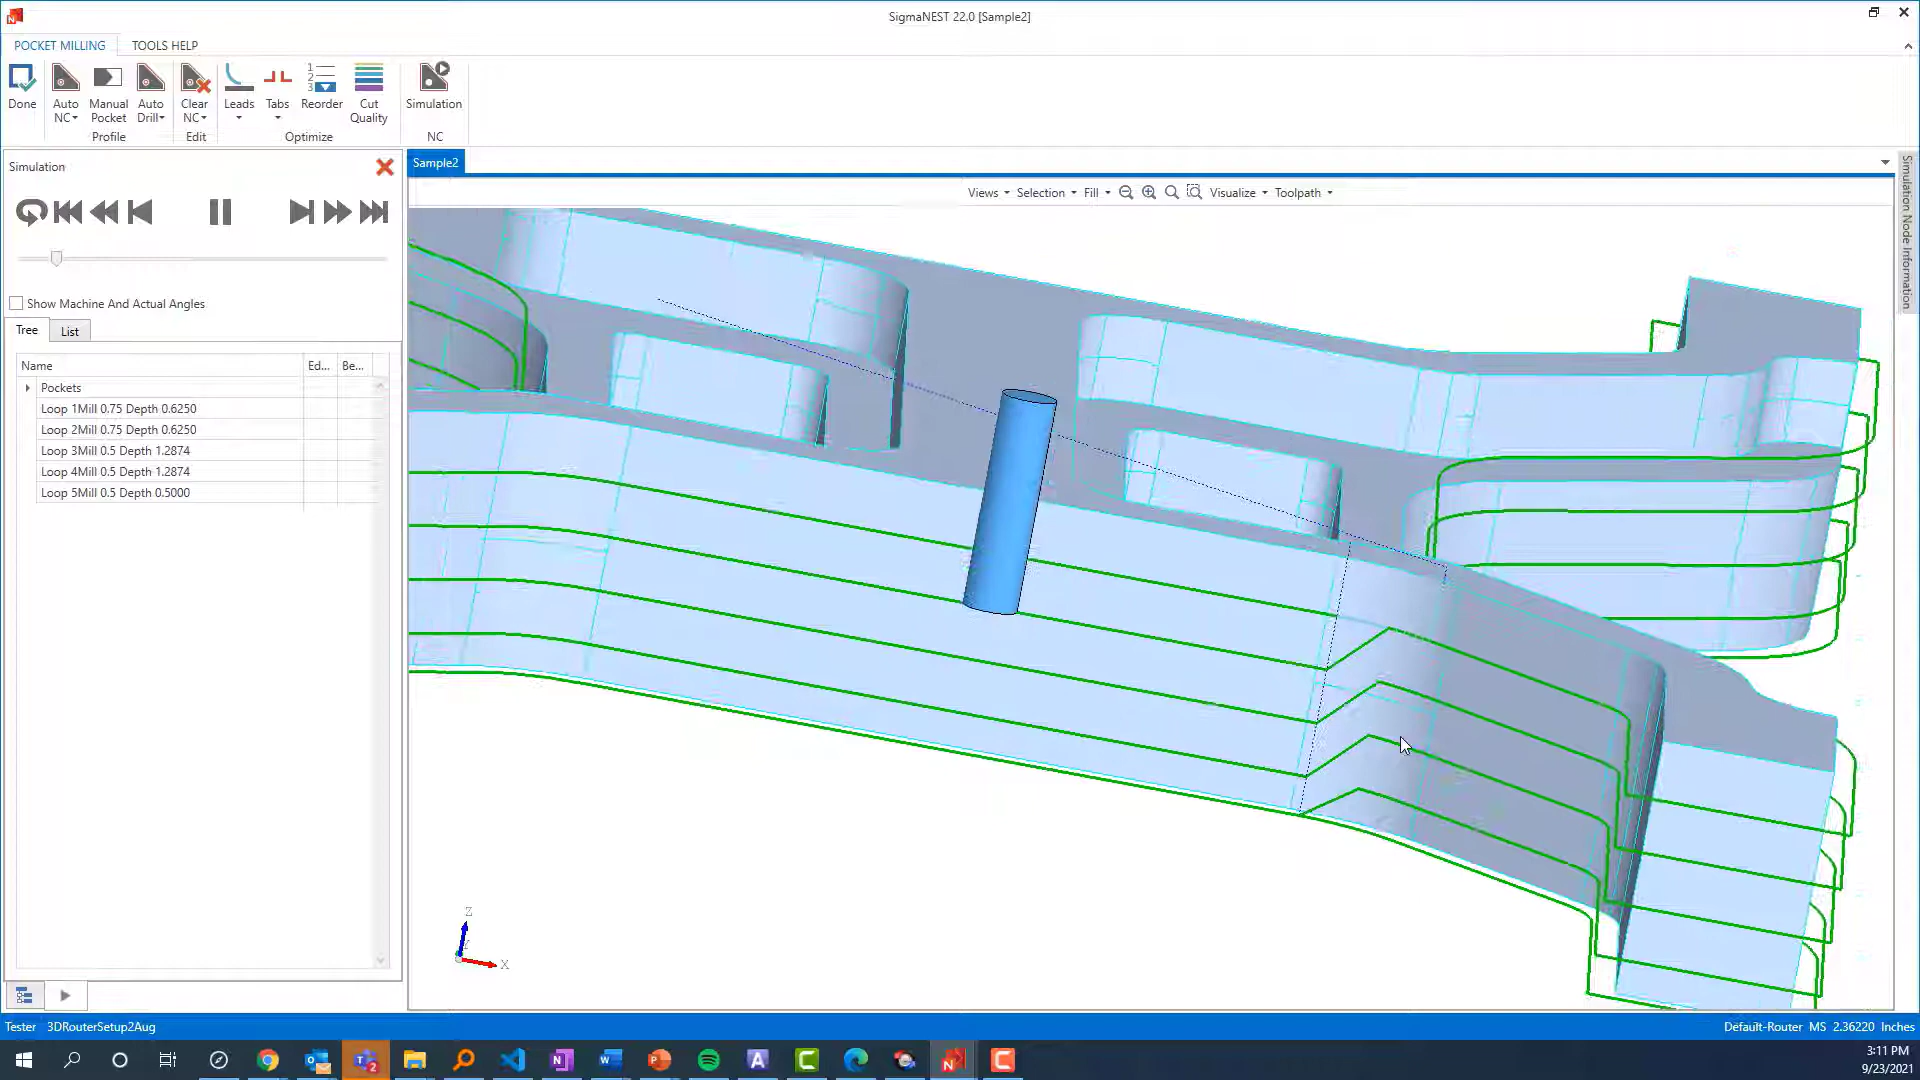 SigmaNEST 22.0 [Sample2]
POCKET MILLING TOOLS HELP
Done
Auto NC
Manual Pocket
Auto Drill
Clear NC
Leads
Tabs
Reorder
Cut Quality
Simulation
Profile Edit Optimize NC
Simulation
Sample2
Views Selection Fill Visualize Toolpath
Show Machine And Actual Angles
Tree List
Name Ed... Be...
Pockets
Loop 1Mill 0.75 Depth 0.6250
Loop 2Mill 0.75 Depth 0.6250
Loop 3Mill 0.5 Depth 1.2874
Loop 4Mill 0.5 Depth 1.2874
Loop 5Mill 0.5 Depth 0.5000
Simulation Node Information
Z
X
Tester 3DRouterSetup2Aug
Default-Router MS 2.36220 Inches
3:11 PM
9/23/2021